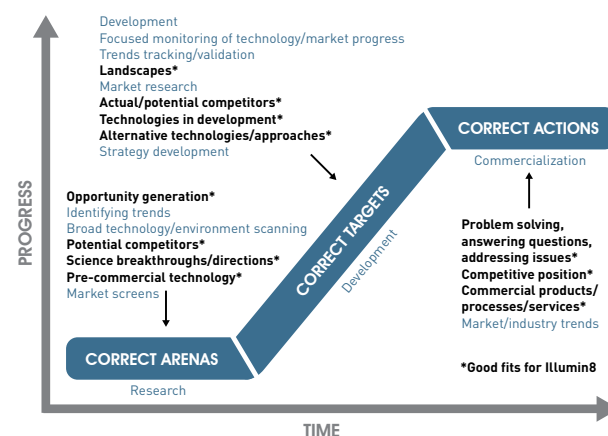 Development
Focused monitoring of technology/market progress
Trends tracking/validation
Landscapes*
Market research
Actual/potential competitors*
Technologies in development*
Alternative technologies/approaches*
Strategy development
CORRECT ACTIONS
Commercialization
PROGRESS
Opportunity generation*
Identifying trends
Broad technology/environment scanning
Potential competitors*
Science breakthroughs/directions*
Pre-commercial technology*
Market screens
CORRECT TARGETS
Development
Problem solving,
answering questions,
addressing issues*
Competitive position*
Commercial products/
processes/services*
Market/industry trends
CORRECT ARENAS
Research
*Good fits for Illumin8
TIME